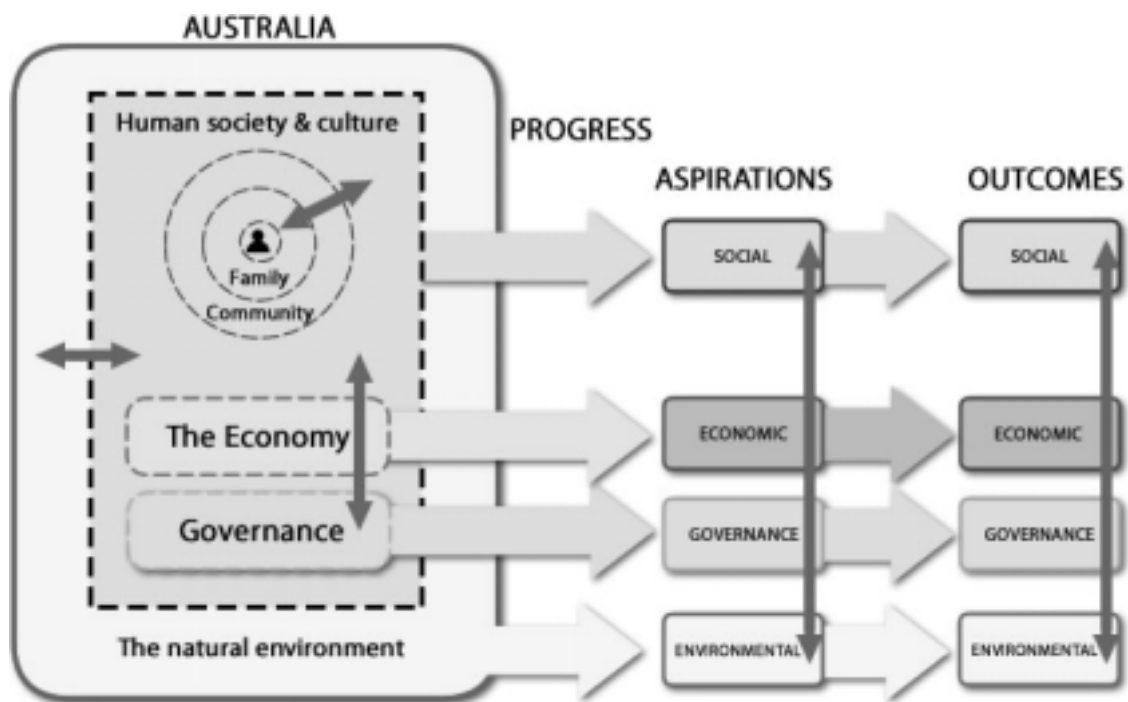 AUSTRALIA
Human society & culture
Family
Community
The Economy
Governance
The natural environment
PROGRESS
ASPIRATIONS
OUTCOMES
SOCIAL
SOCIAL
ECONOMIC
ECONOMIC
GOVERNANCE
GOVERNANCE
ENVIRONMENTAL
ENVIRONMENTAL